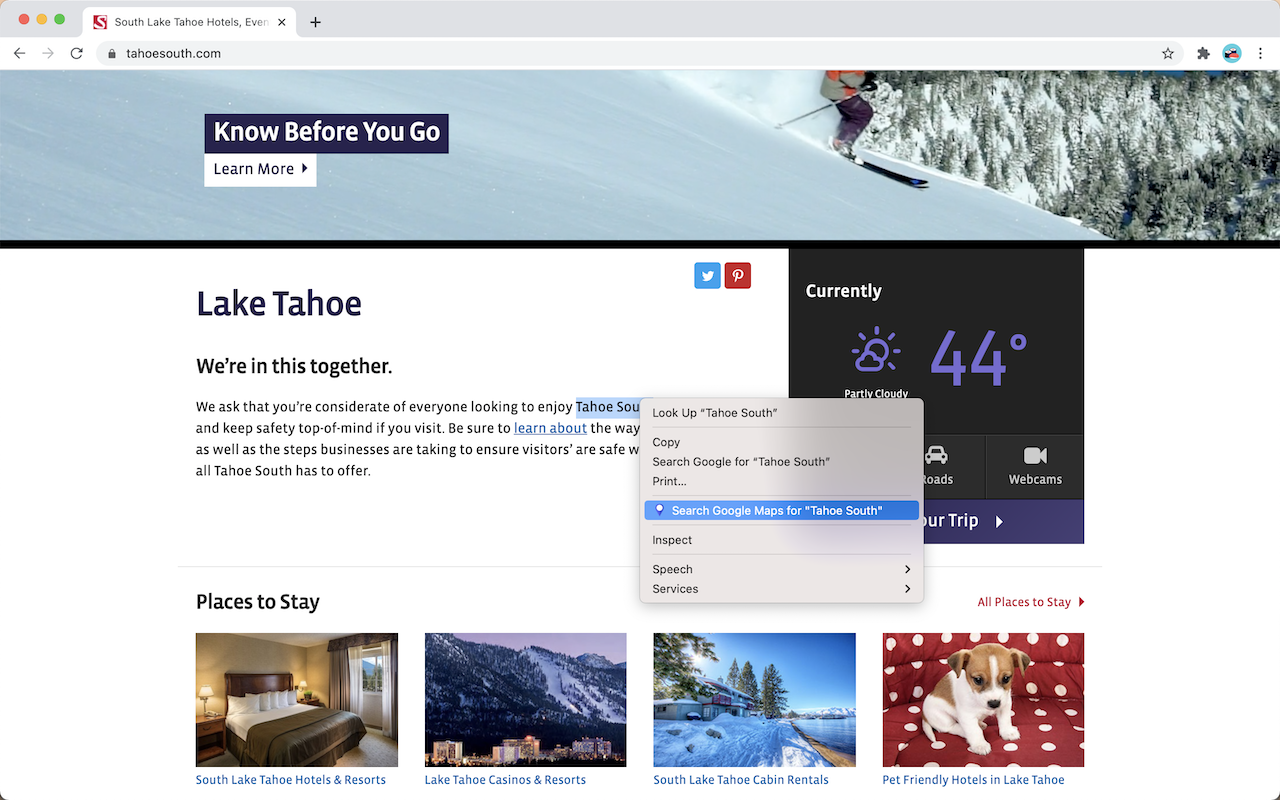 South Lake Tahoe Hotels, Even
tahoesouth.com
Know Before You Go
Learn More
Lake Tahoe
We're in this together.
We ask that you're considerate of everyone looking to enjoy Tahoe Sou
and keep safety top-of-mind if you visit. Be sure to learn about the way
as well as the steps businesses are taking to ensure visitors' are safe w
all Tahoe South has to offer.
Currently
44°
Partly Cloudy
Roads
Webcams
our Trip
Look Up “Tahoe South”
Copy
Search Google for “Tahoe South”
Print...
Search Google Maps for "Tahoe South"
Inspect
Speech
Services
Places to Stay
All Places to Stay
South Lake Tahoe Hotels & Resorts
Lake Tahoe Casinos & Resorts
South Lake Tahoe Cabin Rentals
Pet Friendly Hotels in Lake Tahoe